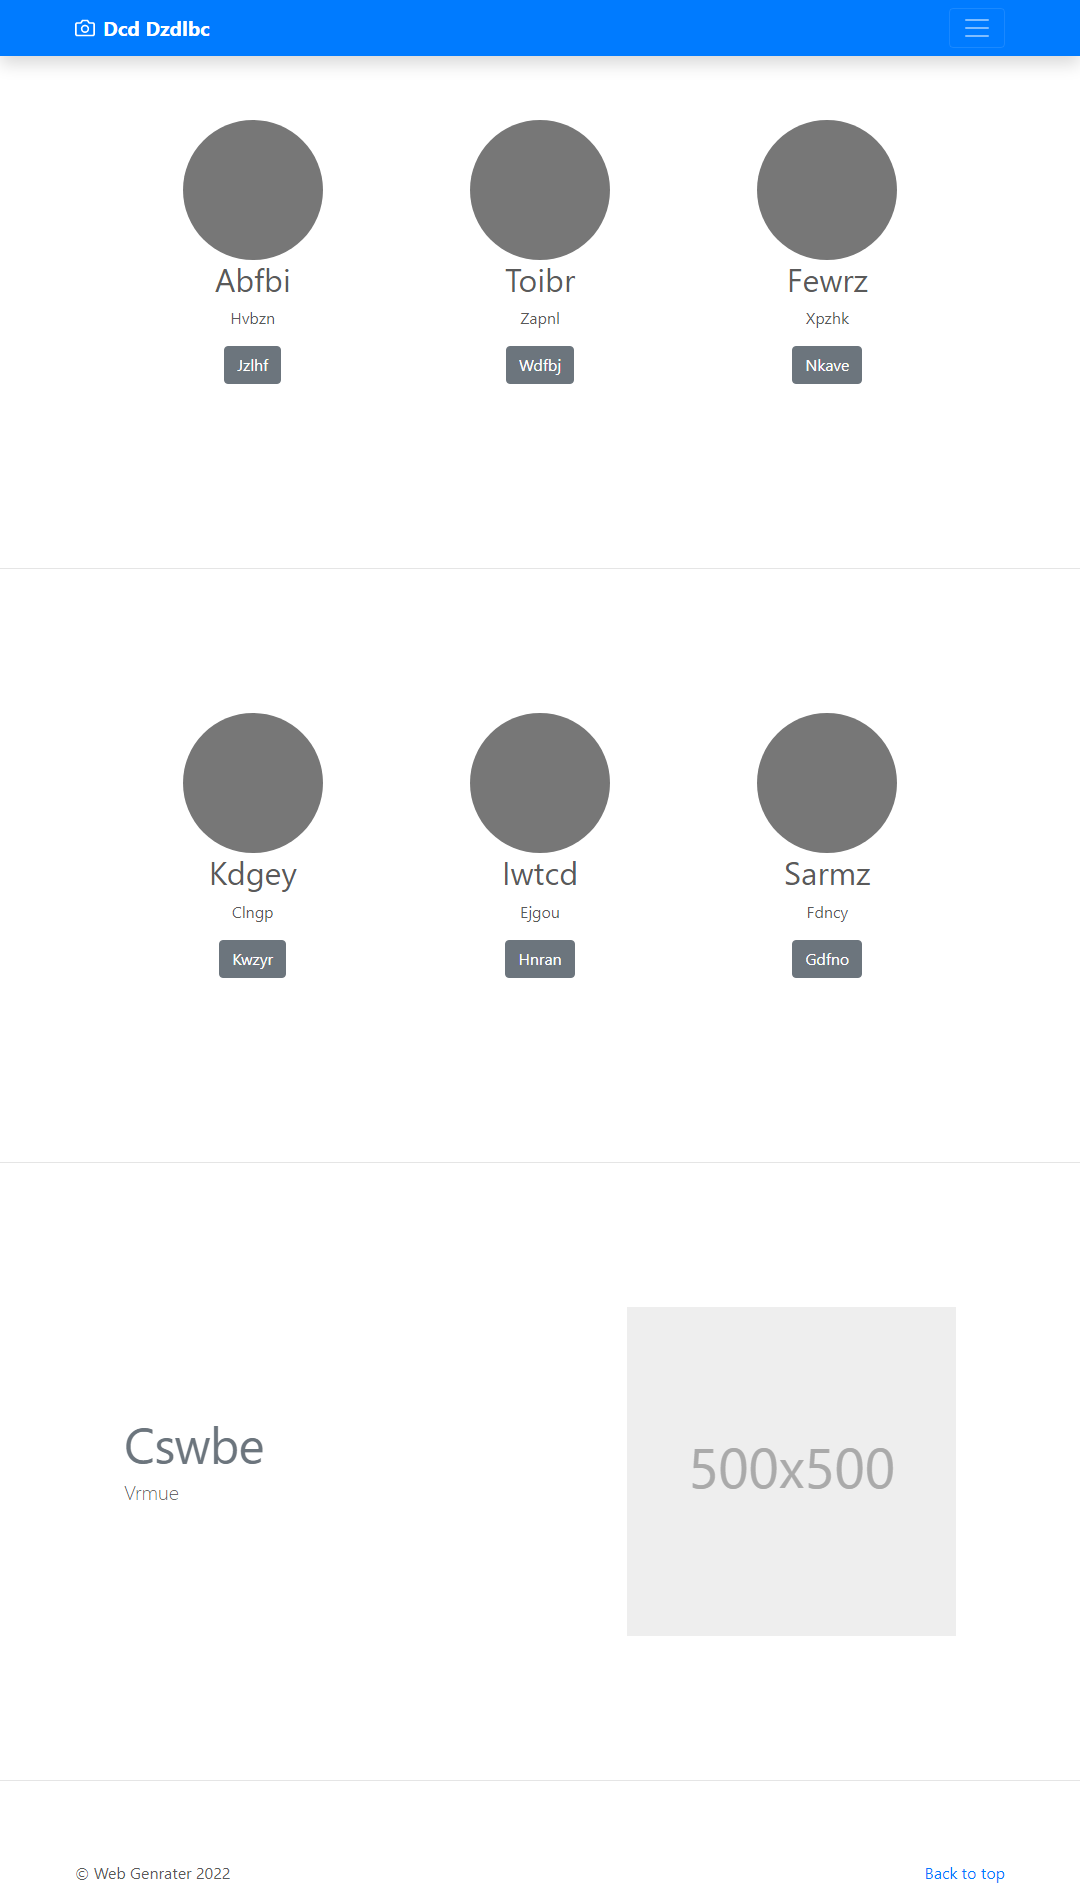 Dcd Dzdlbc
Abfbi
Hvbzn
Jzlhf
Toibr
Zapnl
Wdfbj
Fewrz
Xpzhk
Nkave
Kdgey
Clngp
Kwzyr
Iwtcd
Ejgou
Hnran
Sarmz
Fdncy
Gdfno
Cswbe
Vrmue
500x500
© Web Genrater 2022
Back to top